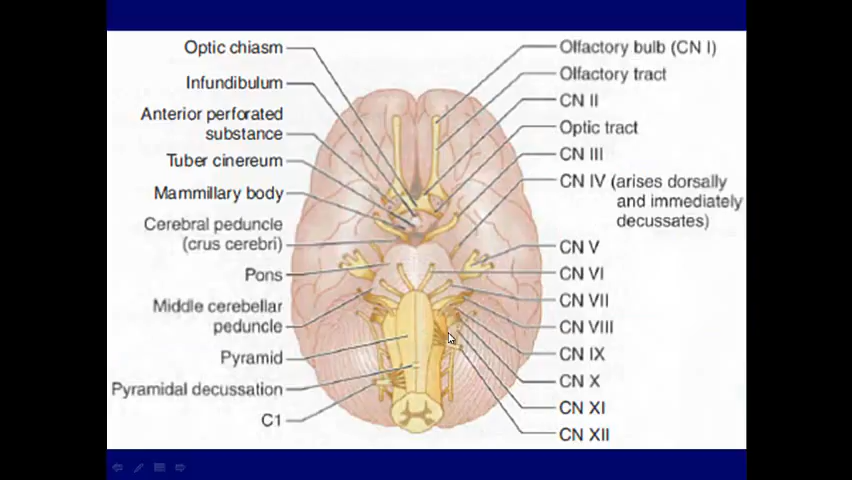 Optic chiasm
Infundibulum
Anterior perforated
substance
Tuber cinereum
Mammillary body
Cerebral peduncle
(crus cerebri)
Pons
Middle cerebellar
peduncle
Pyramid
Pyramidal decussation
C1
Olfactory bulb (CN I)
Olfactory tract
CN II
Optic tract
CN III
CN IV (arises dorsally
and immediately
decussates)
CN V
CN VI
CN VII
CN VIII
CN IX
CN X
CN XI
CN XII